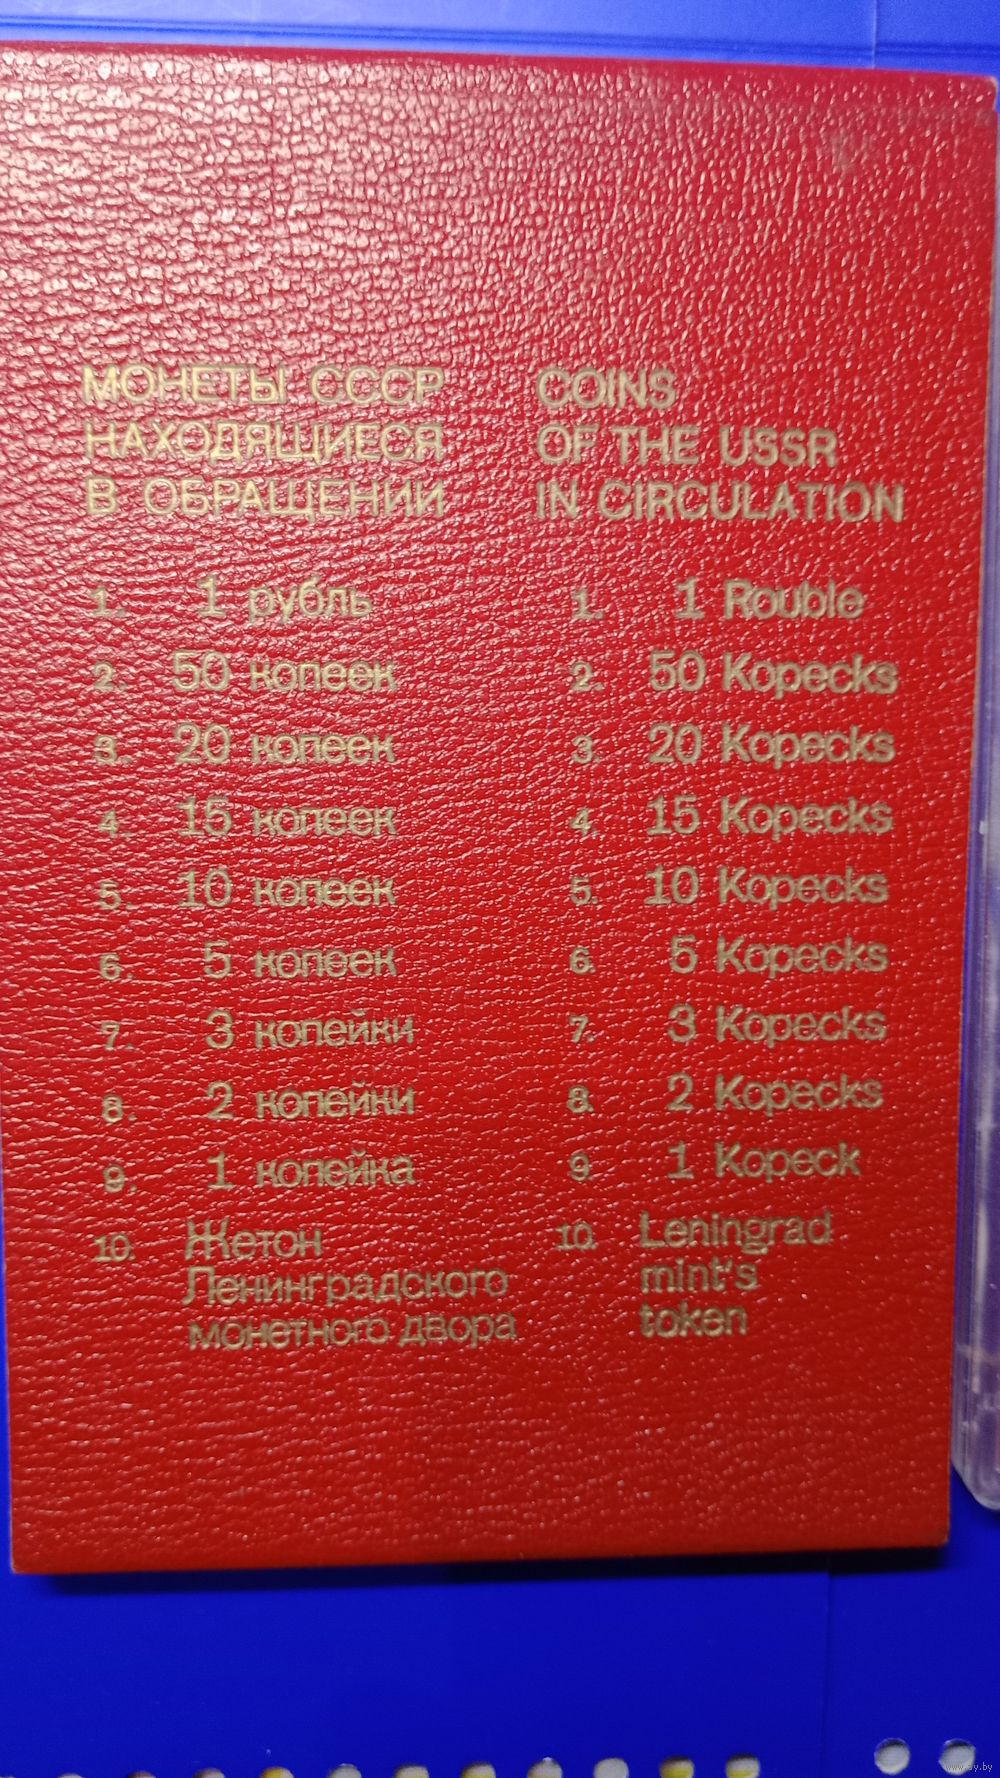 МОНЕТЫ СССР
НАХОДЯЩИЕСЯ
В ОБРАЩЕНИИ
1. 1 рубль
2. 50 копеек
3. 20 копеек
4. 15 копеек
5. 10 копеек
6. 5 копеек
7. 3 копейки
8. 2 копейки
9. 1 копейка
10. Жетон
Ленинградского
монетного двора
COINS
OF THE USSR
IN CIRCULATION
1. 1 Rouble
2. 50 Kopecks
3. 20 Kopecks
4. 15 Kopecks
5. 10 Kopecks
6. 5 Kopecks
7. 3 Kopecks
8. 2 Kopecks
9. 1 Kopeck
10. Leningrad
mint's
token